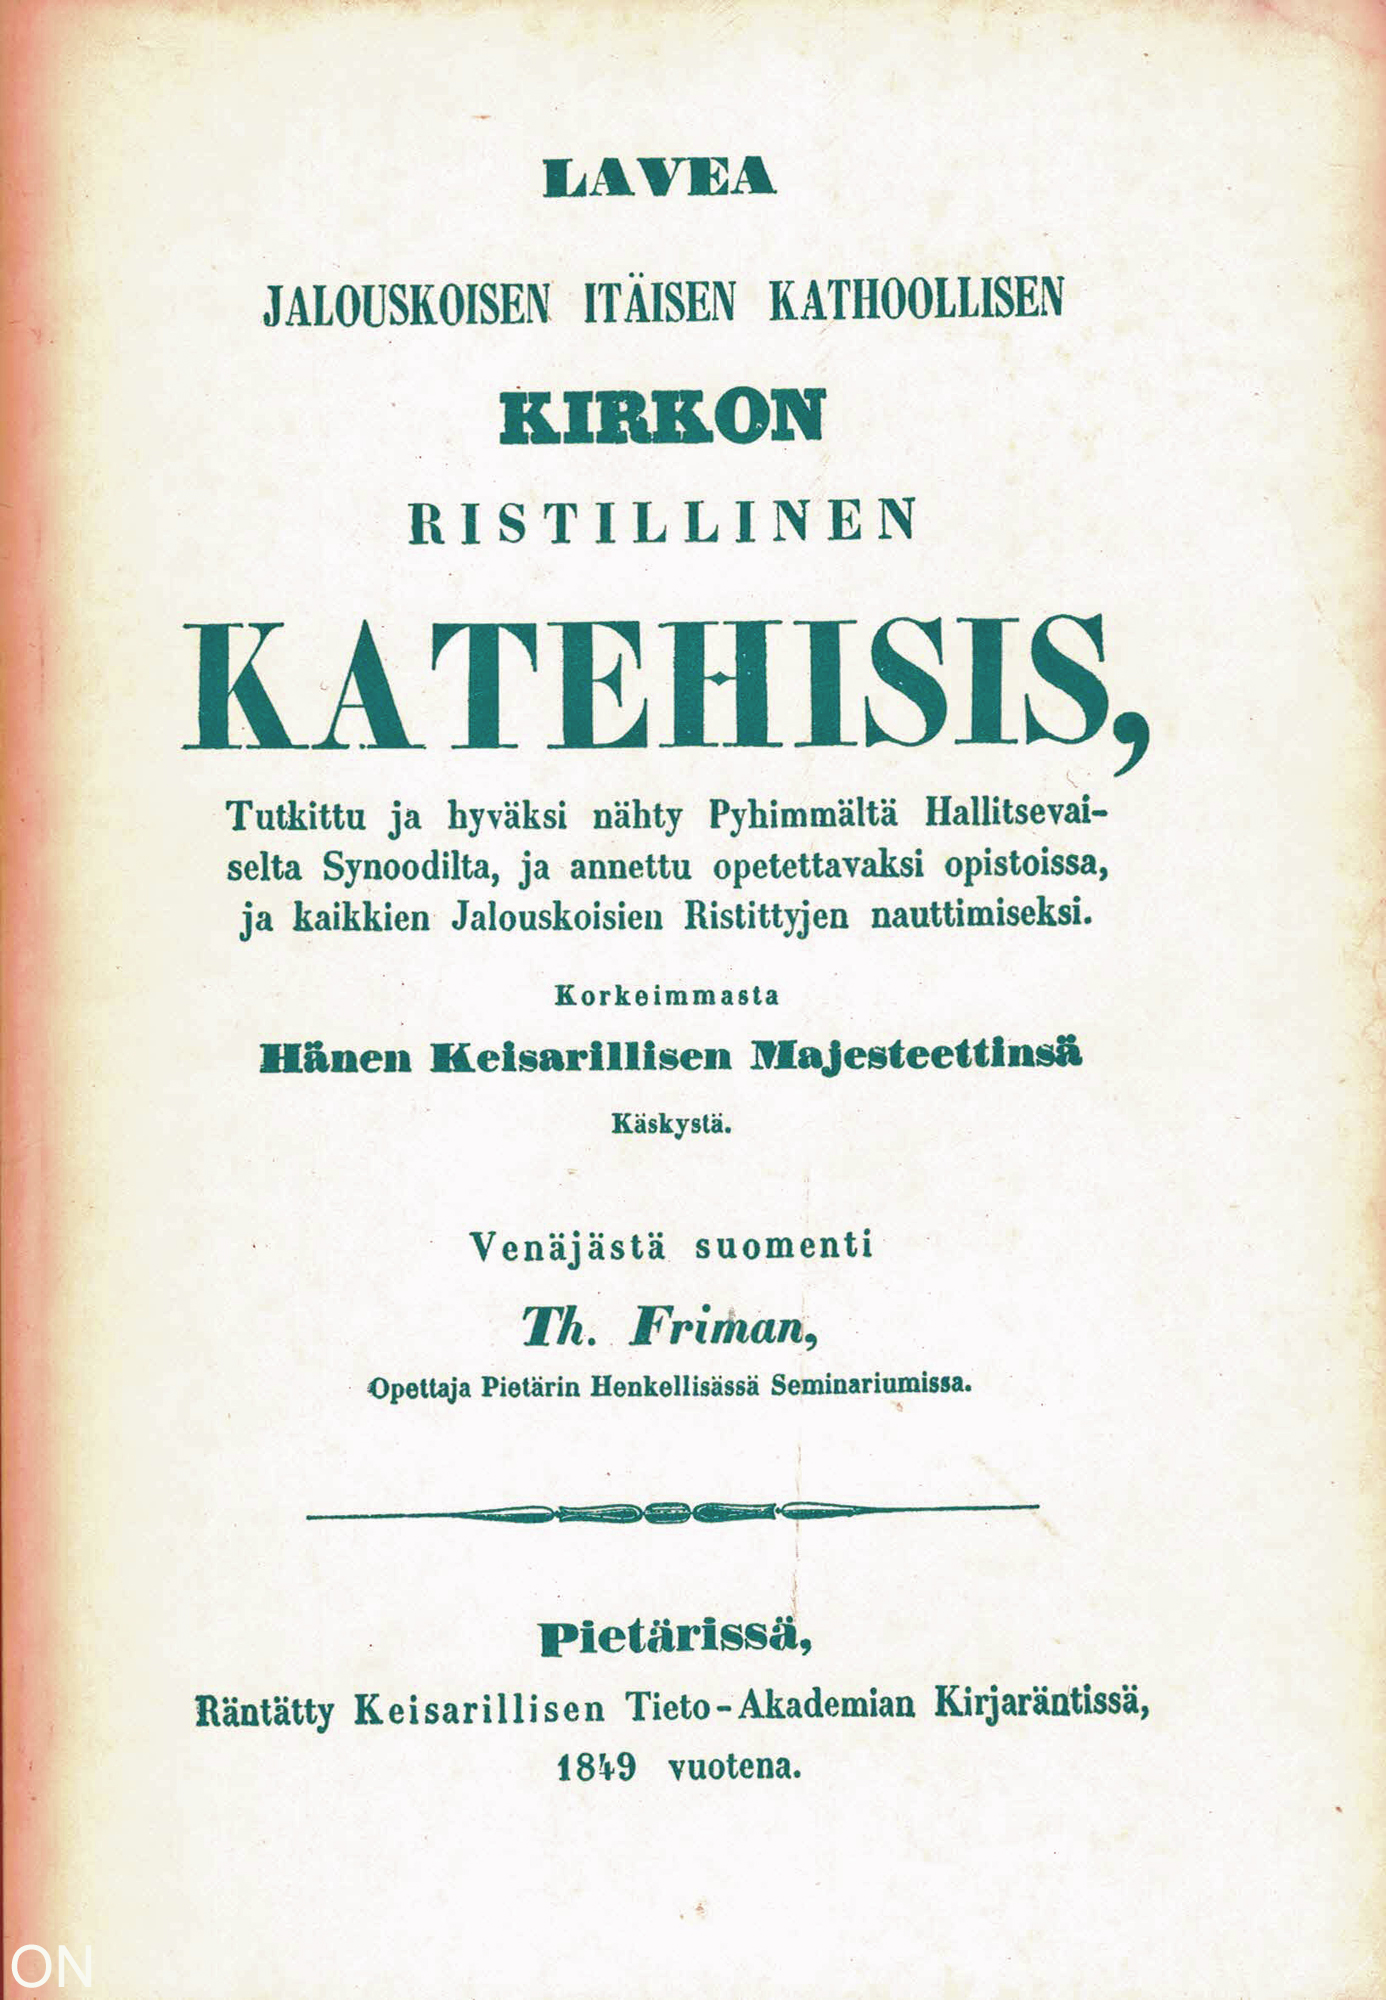 LAVEA
JALOUSKOISEN ITÄISEN KATHOOLLISEN
KIRKON
RISTILLINEN
KATEHISIS,
Tutkittu ja hyväksi nähty Pyhimmältä Hallitsevai-
selta Synoodilta, ja annettu opetettavaksi opistoissa,
ja kaikkien Jalouskoisien Ristittyjen nauttimiseksi.
Korkeimmasta
Hänen Keisarillisen Majesteettinsä
Käskystä.
Venäjästä suomenti
Th. Friman,
Opettaja Pietärin Henkellisässä Seminariumissa.
Pietärissä,
Räntätty Keisarillisen Tieto-Akademian Kirjaräntissä,
1849 vuotena.
ON